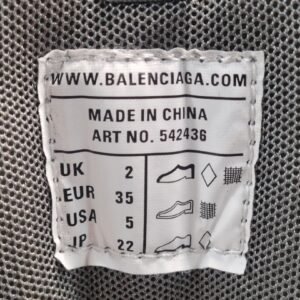 WWW.BALENCIAGA.COM
MADE IN CHINA
ART NO. 542436
UK 2
EUR 35
USA 5
JP 22